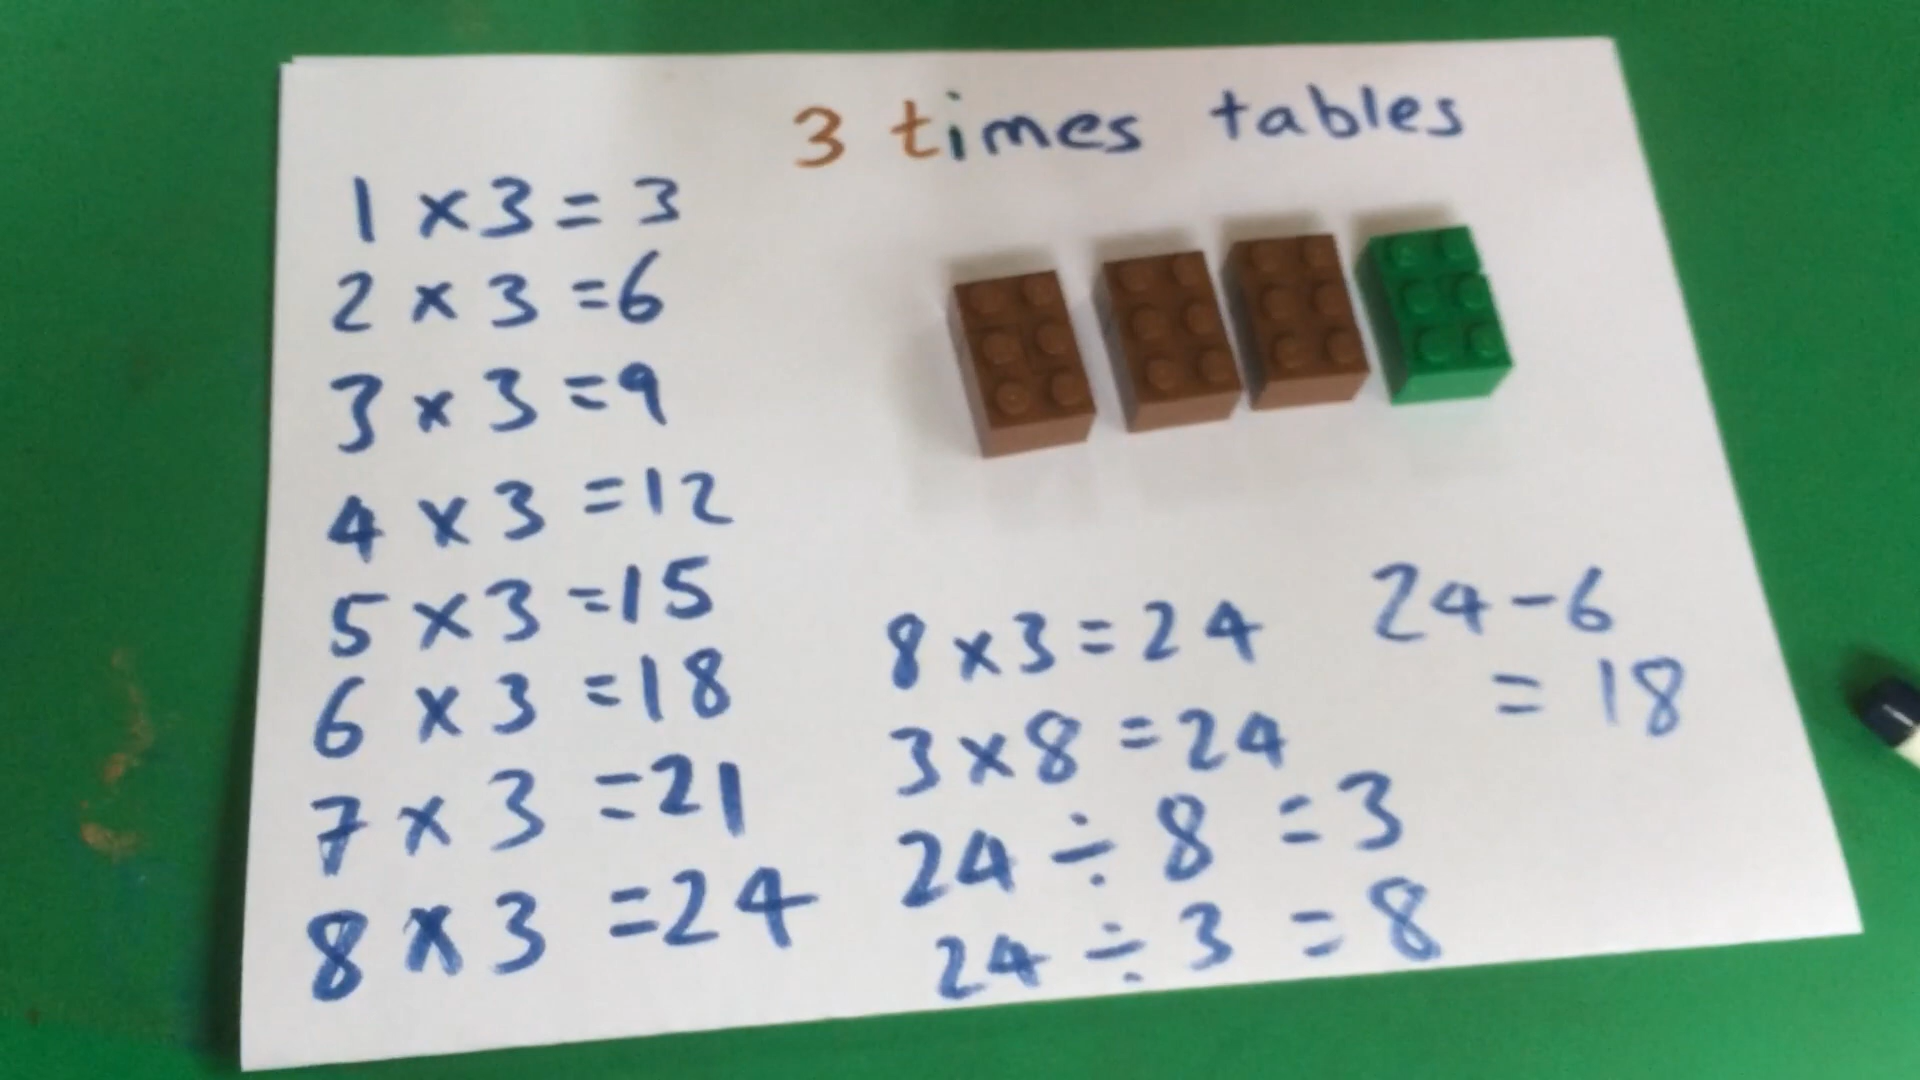 3 times tables
1 × 3 = 3
2 × 3 = 6
3 × 3 = 9
4 × 3 = 12
5 × 3 = 15
6 × 3 = 18
7 × 3 = 21
8 × 3 = 24
8 × 3 = 24
3 × 8 = 24
24 ÷ 8 = 3
24 ÷ 3 = 8
24 - 6
= 18